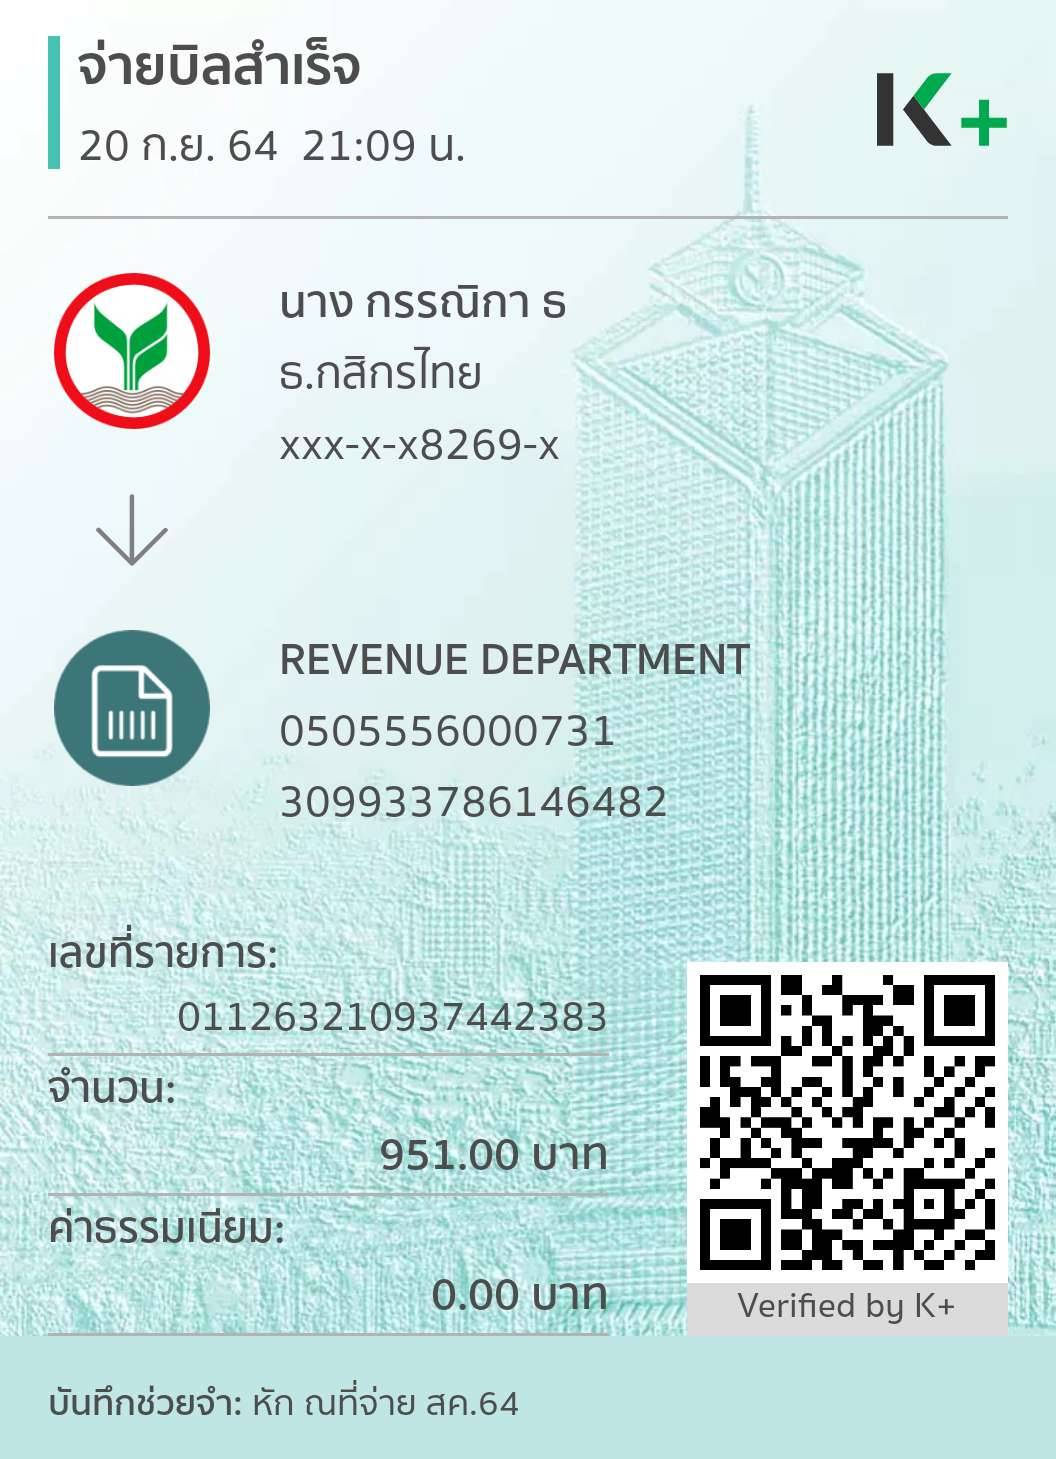 จ่ายบิลสำเร็จ
20 ก.ย. 64 21:09 น.
K+
นาง กรรณิกา ธ
ธ.กสิกรไทย
xxx-x-x8269-x
REVENUE DEPARTMENT
0505556000731
309933786146482
เลขที่รายการ:
011263210937442383
จำนวน:
951.00 บาท
ค่าธรรมเนียม:
0.00 บาท
Verified by K+
บันทึกช่วยจำ: หัก ณที่จ่าย สค.64